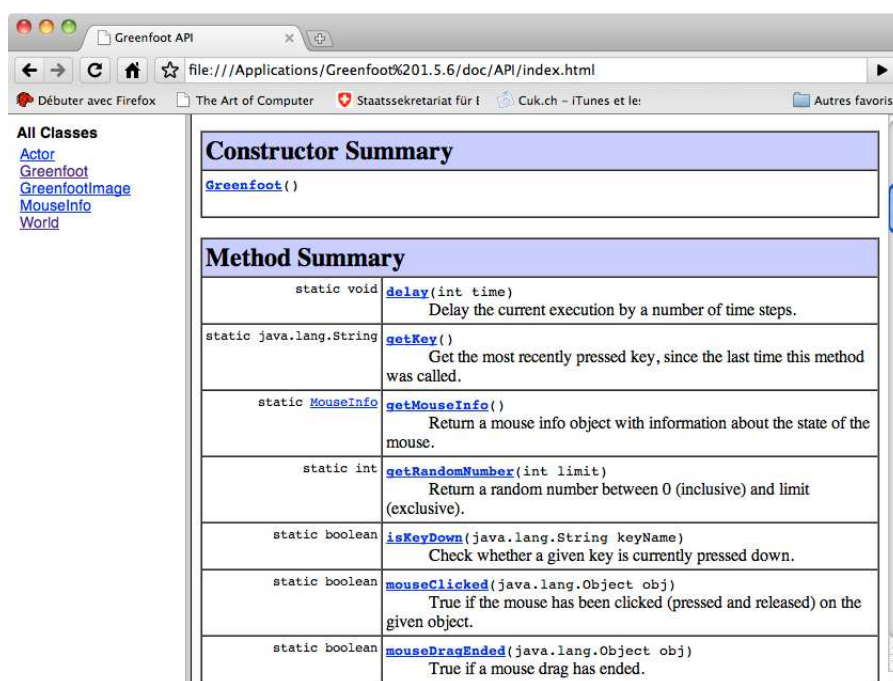 Greenfoot API
file:///Applications/Greenfoot%201.5.6/doc/API/index.html
Débuter avec Firefox The Art of Computer Staatssekretariat für Cuk.ch – iTunes et le: Autres favoris
All Classes
Actor
Greenfoot
GreenfootImage
MouseInfo
World
Constructor Summary
Greenfoot()
Method Summary
static void delay(int time)
Delay the current execution by a number of time steps.
static java.lang.String getKey()
Get the most recently pressed key, since the last time this method
was called.
static MouseInfo getMouseInfo()
Return a mouse info object with information about the state of the
mouse.
static int getRandomNumber(int limit)
Return a random number between 0 (inclusive) and limit
(exclusive).
static boolean isKeyDown(java.lang.String keyName)
Check whether a given key is currently pressed down.
static boolean mouseClicked(java.lang.Object obj)
True if the mouse has been clicked (pressed and released) on the
given object.
static boolean mouseDragEnded(java.lang.Object obj)
True if a mouse drag has ended.